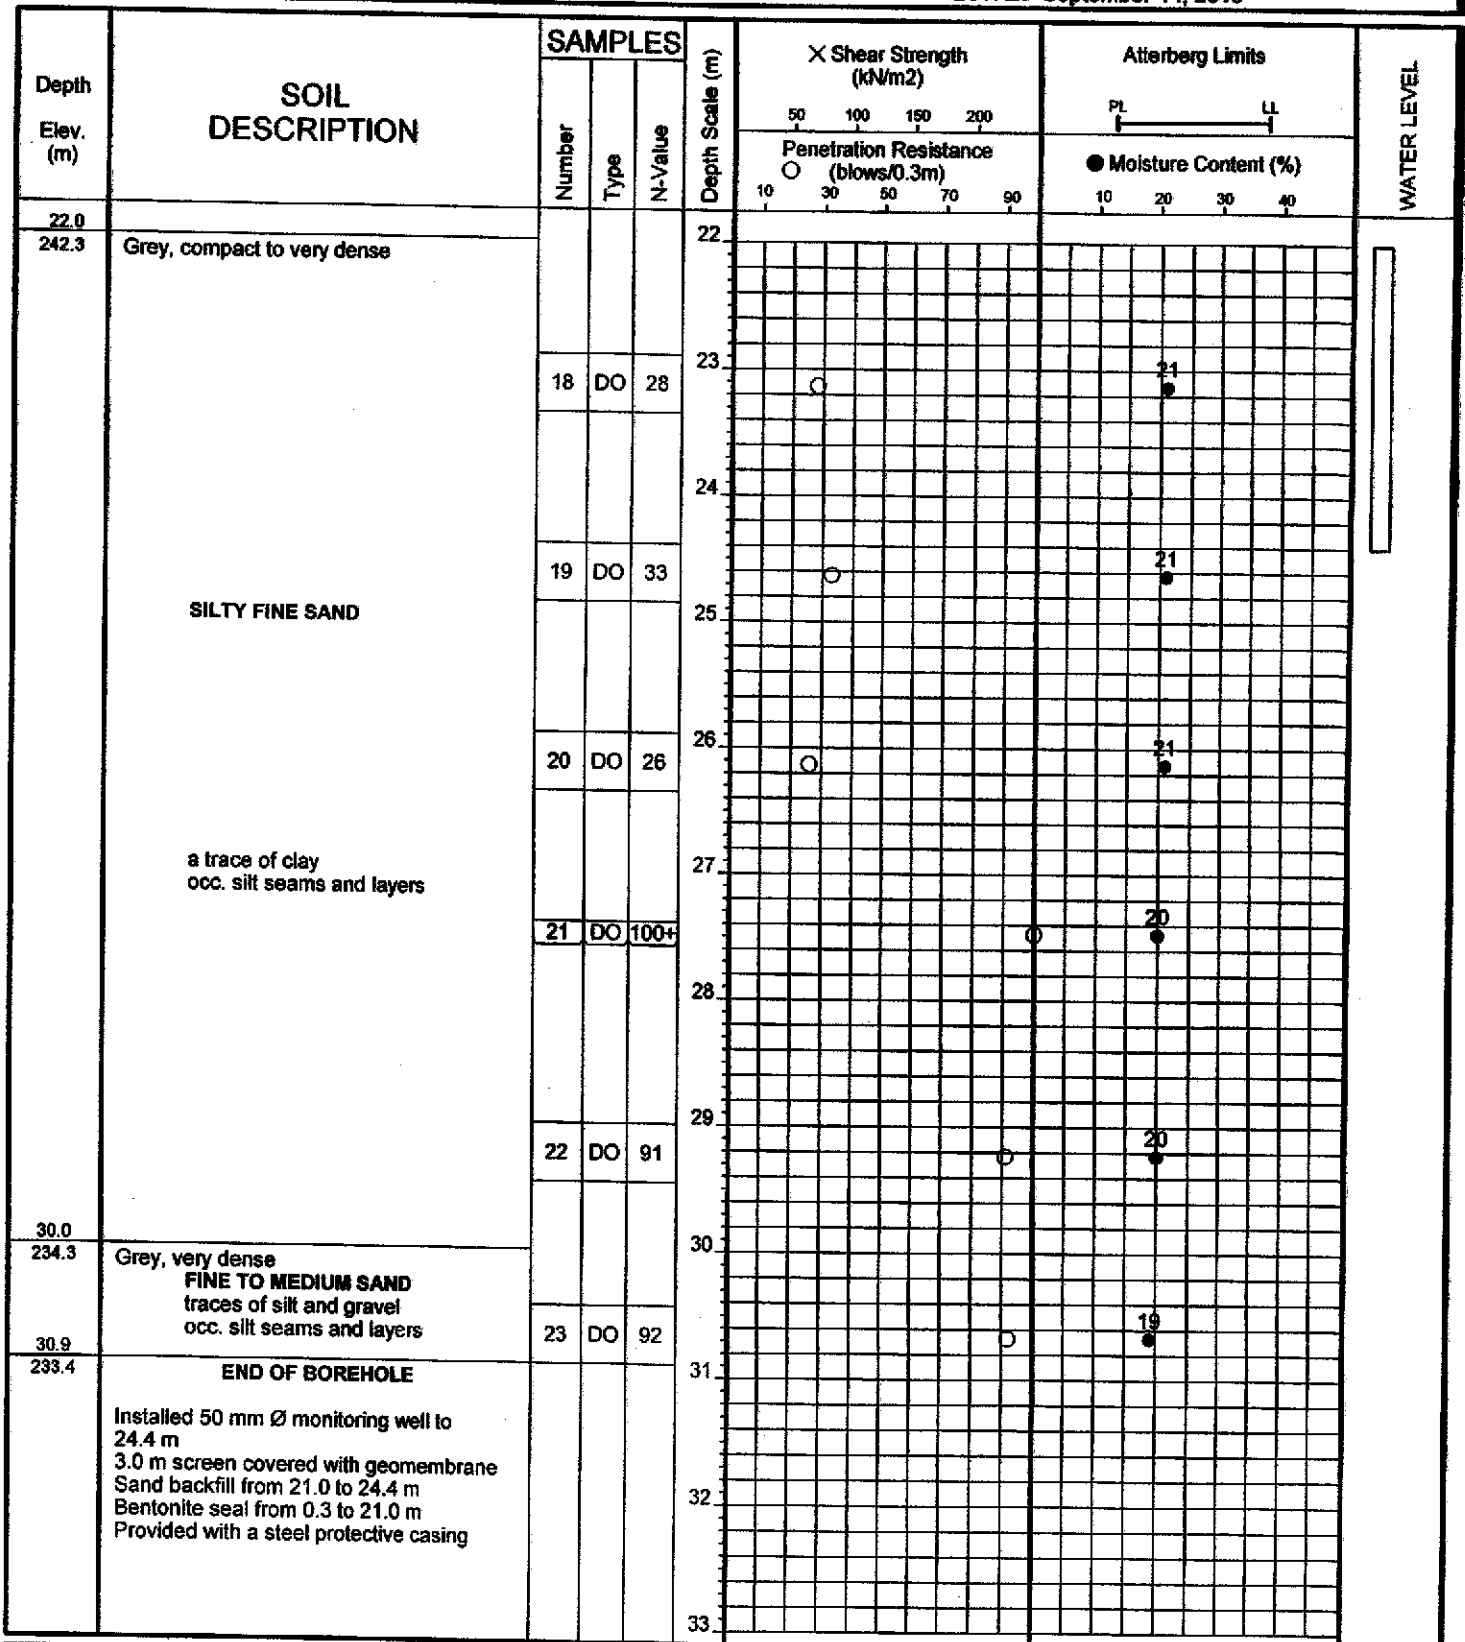 SAMPLES
Depth
Elev.
(m)
SOIL
DESCRIPTION
Number
Type
N-Value
Depth Scale (m)
× Shear Strength
(kN/m2)
50 100 150 200
Penetration Resistance
(blows/0.3m)
10 30 50 70 90
Atterberg Limits
PL LL
● Moisture Content (%)
10 20 30 40
WATER LEVEL
22.0
242.3 Grey, compact to very dense
22
23
18 DO 28 21
24
19 DO 33 21
SILTY FINE SAND
25
26
20 DO 26 21
a trace of clay
occ. silt seams and layers
27
21 DO 100+ 20
28
29
22 DO 91 20
30.0
234.3 Grey, very dense
30
FINE TO MEDIUM SAND
traces of silt and gravel
occ. silt seams and layers
23 DO 92 19
30.9
233.4 END OF BOREHOLE
31
Installed 50 mm Ø monitoring well to
24.4 m
3.0 m screen covered with geomembrane
Sand backfill from 21.0 to 24.4 m
Bentonite seal from 0.3 to 21.0 m
Provided with a steel protective casing
32
33